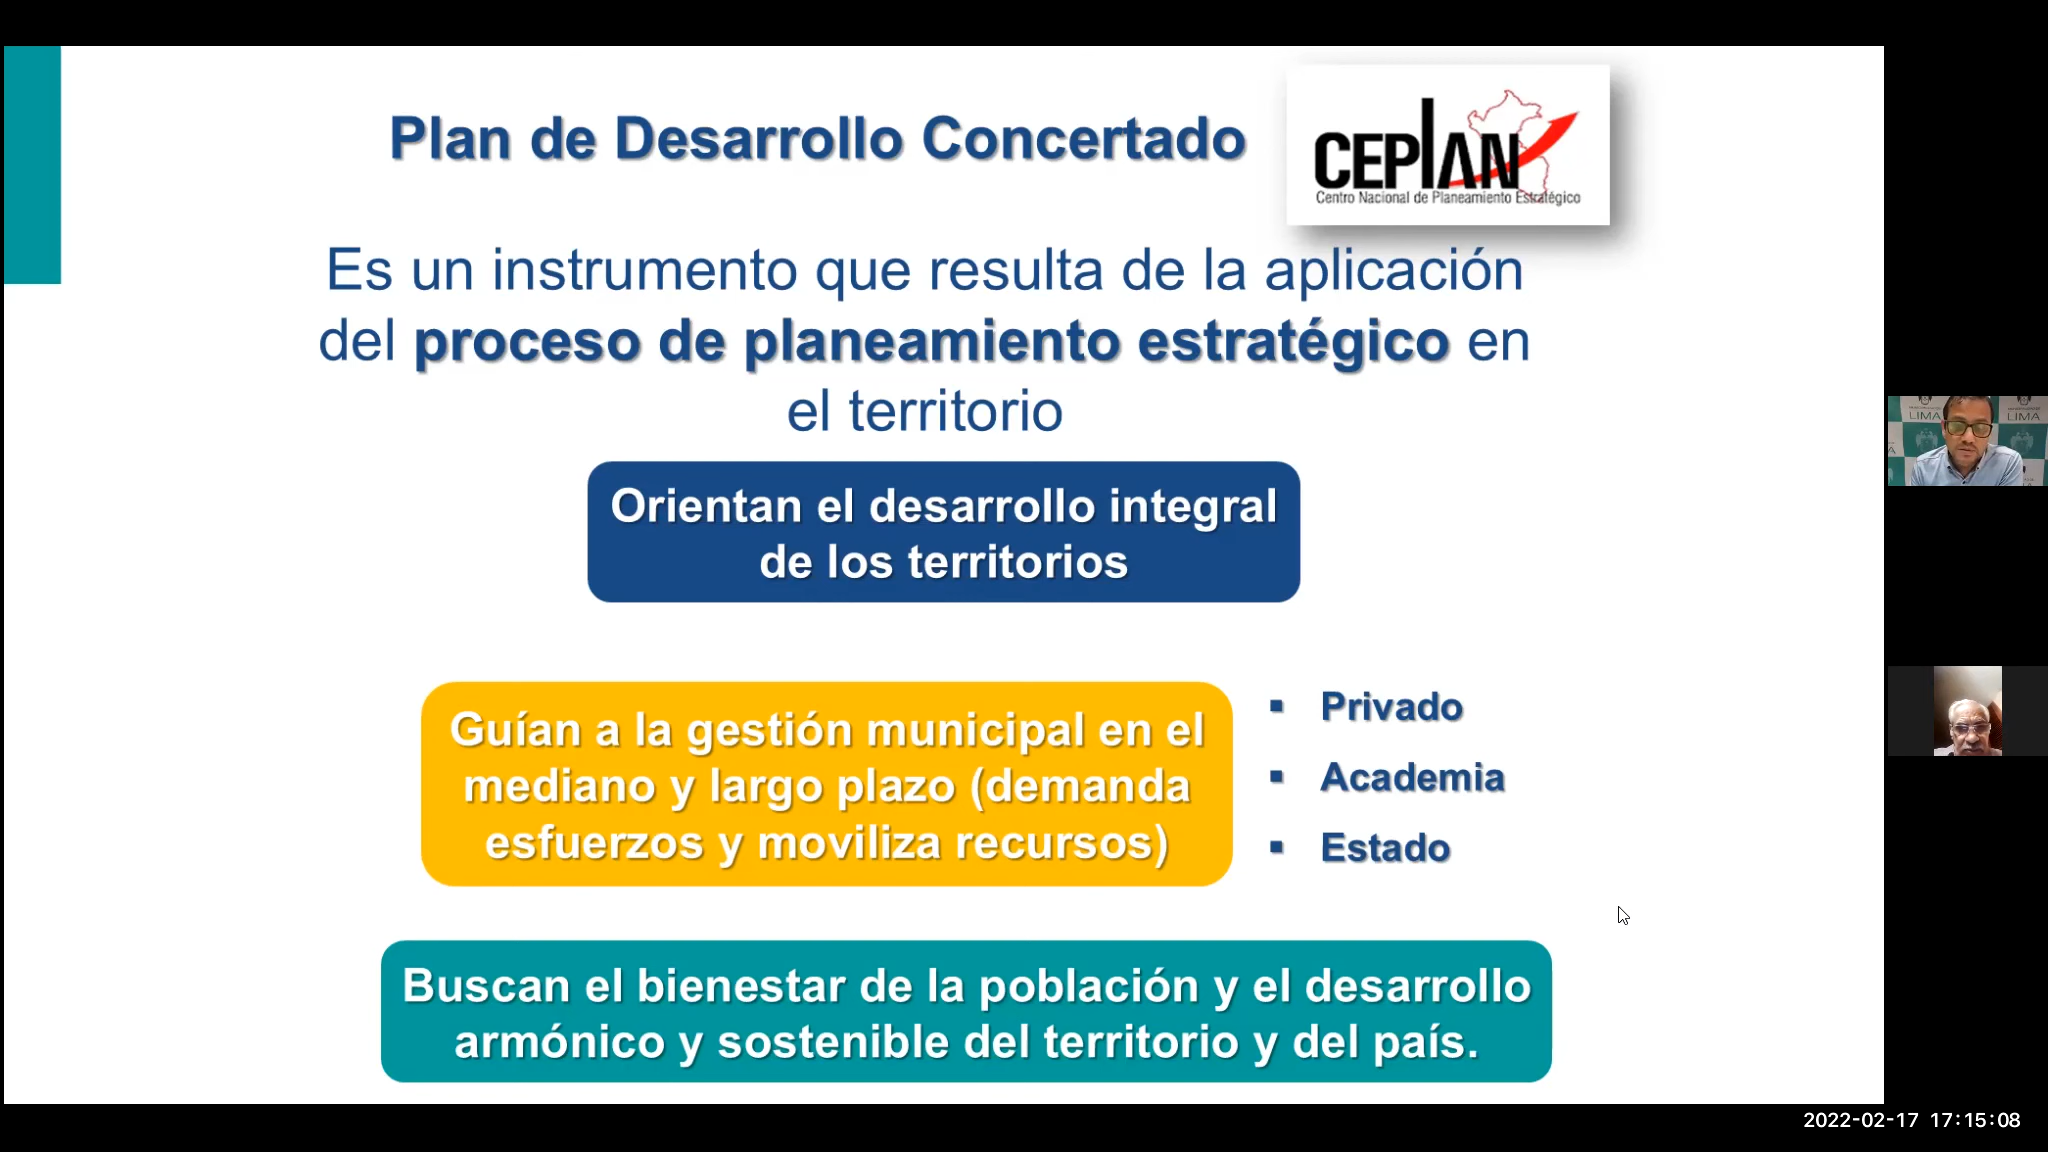 Plan de Desarrollo Concertado
CEPLAN
Centro Nacional de Planeamiento Estratégico
Es un instrumento que resulta de la aplicación
del proceso de planeamiento estratégico en
el territorio
Orientan el desarrollo integral
de los territorios
Guían a la gestión municipal en el
mediano y largo plazo (demanda
esfuerzos y moviliza recursos)
▪ Privado
▪ Academia
▪ Estado
Buscan el bienestar de la población y el desarrollo
armónico y sostenible del territorio y del país.
LIMA
LIMA
2022-02-17 17:15:08